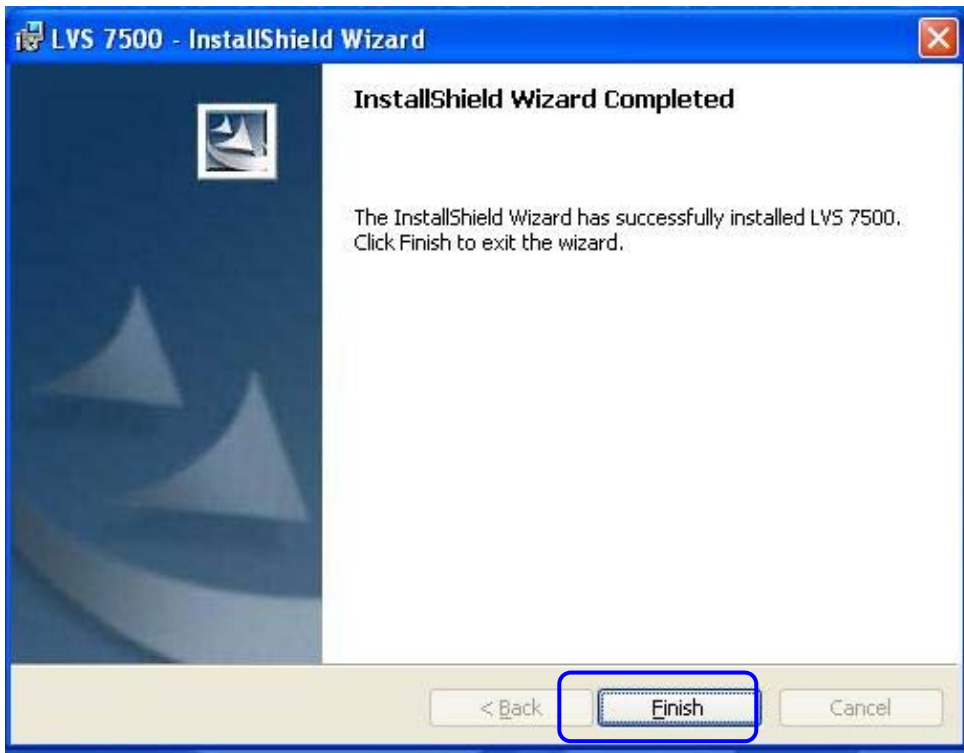 LVS 7500 - InstallShield Wizard
InstallShield Wizard Completed
The InstallShield Wizard has successfully installed LVS 7500.
Click Finish to exit the wizard.
< Back
Finish
Cancel